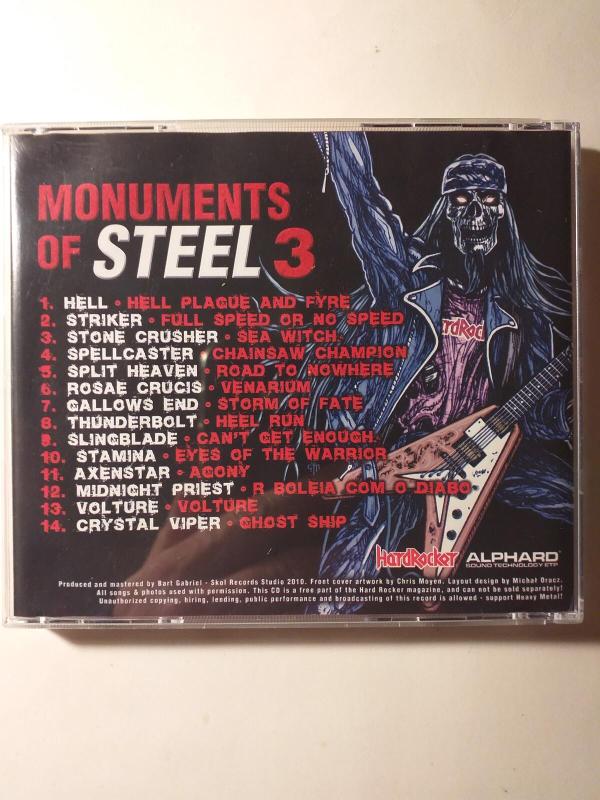 MONUMENTS
OF STEEL 3
1. HELL • HELL PLAGUE AND FYRE
2. STRIKER • FULL SPEED OR NO SPEED
3. STONE CRUSHER • SEA WITCH
4. SPELLCASTER • CHAINSAW CHAMPION
5. SPLIT HEAVEN • ROAD TO NOWHERE
6. ROSAE CRUCIS • VENARIUM
7. GALLOWS END • STORM OF FATE
8. THUNDERBOLT • HEEL RUN
9. SLINGBLADE • CAN'T GET ENOUGH
10. STAMINA • EYES OF THE WARRIOR
11. AXENSTAR • AGONY
12. MIDNIGHT PRIEST • R BOLEIA COM O DIABO
13. VOLTURE • VOLTURE
14. CRYSTAL VIPER • GHOST SHIP
HardRocker ALPHARD
SOUND TECHNOLOGY ETP
Produced and mastered by Bart Gabriel - Skol Records Studio 2010. Front cover artwork by Chris Moyen. Layout design by Michał Oracz.
All songs & photos used with permission. This CD is a free part of the Hard Rocker magazine, and can not be sold separately!
Unauthorized copying, hiring, lending, public performance and broadcasting of this record is allowed - support Heavy Metal!